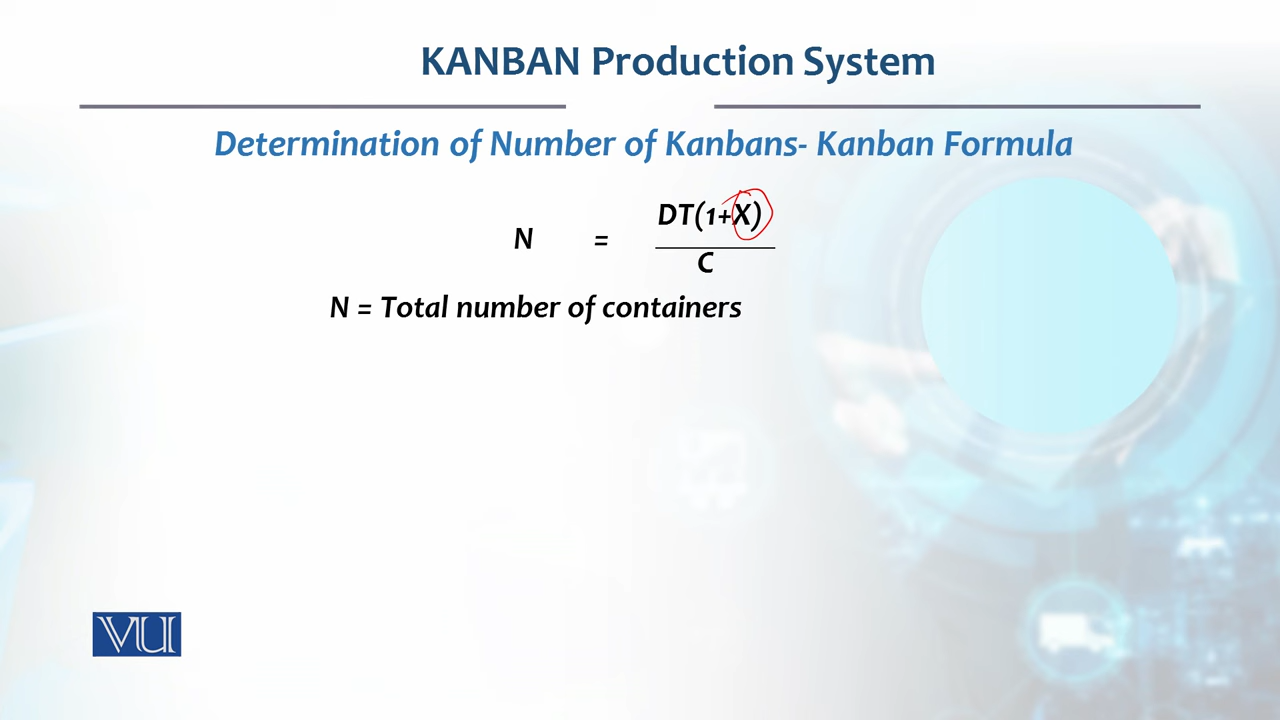 KANBAN Production System
Determination of Number of Kanbans- Kanban Formula
DT(1+X)
N =
C
N = Total number of containers
VU